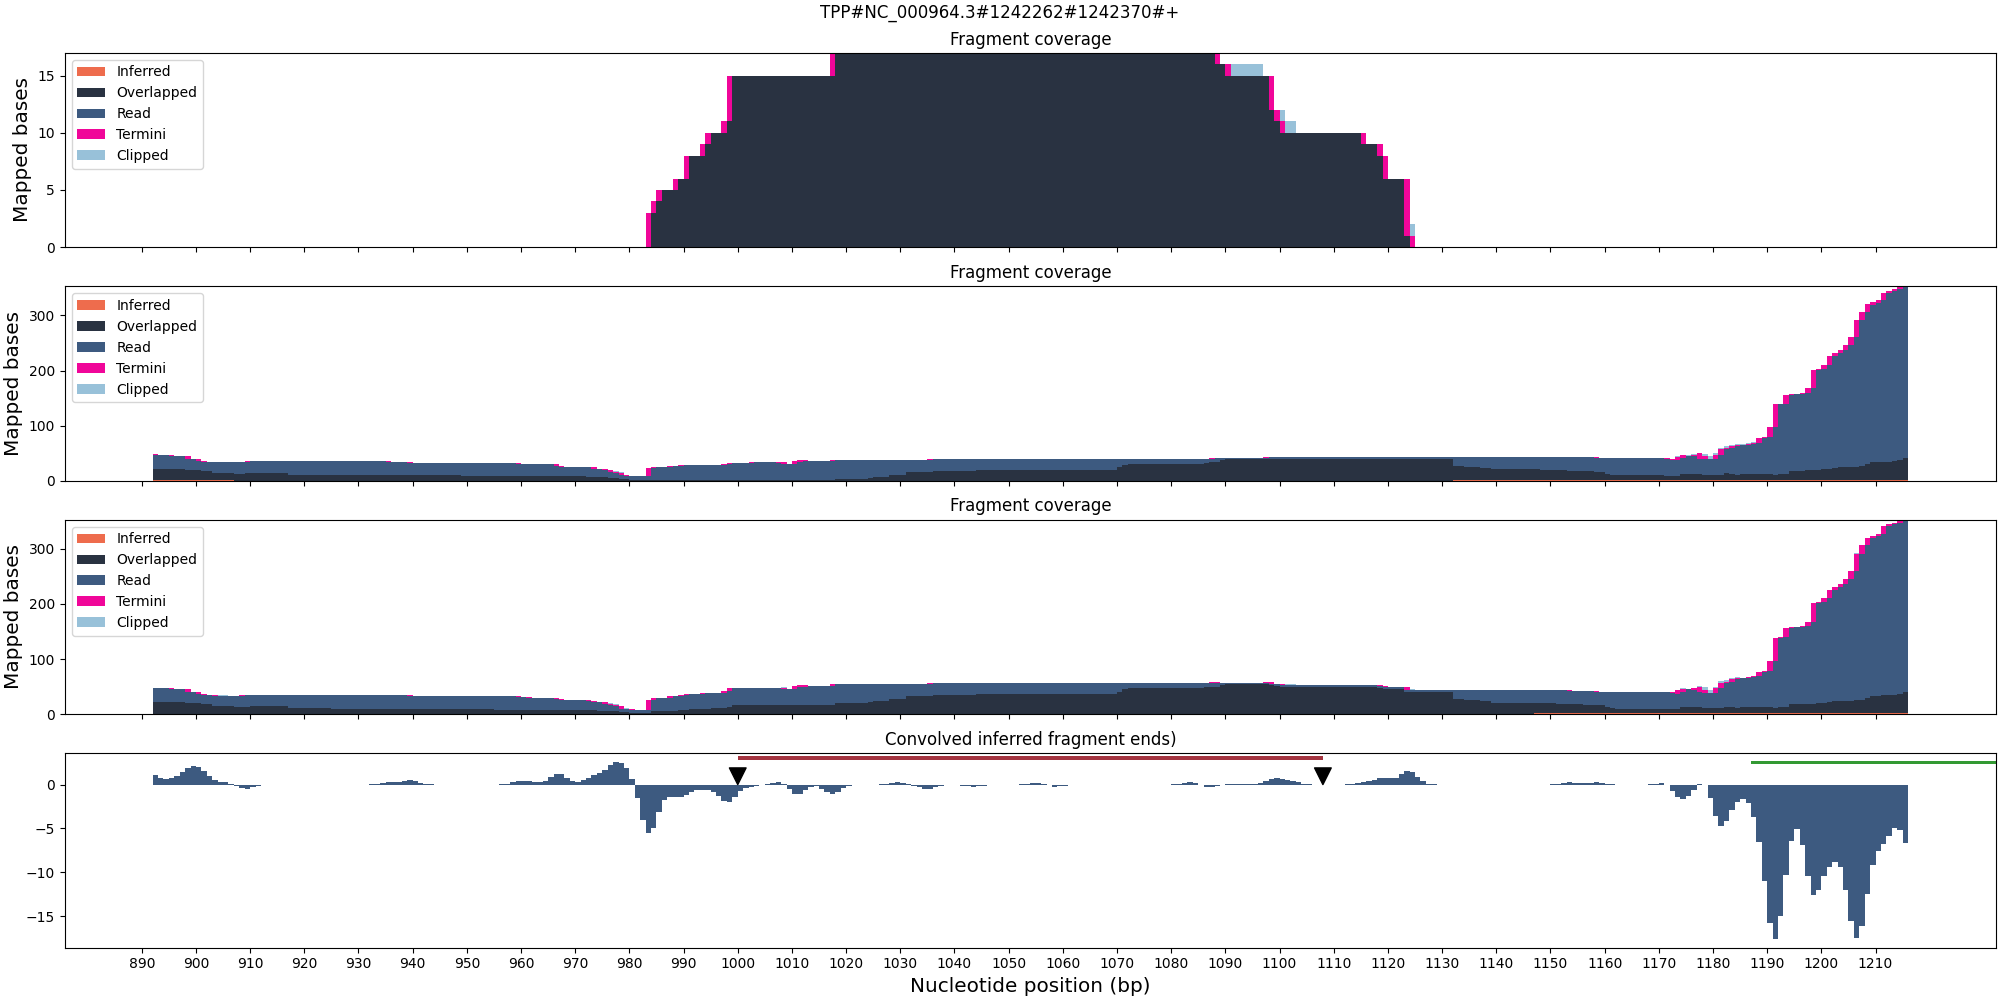 TPP#NC_000964.3#1242262#1242370#+
Fragment coverage
Mapped bases
15
10
5
0
Inferred
Overlapped
Read
Termini
Clipped
Fragment coverage
Mapped bases
300
200
100
0
Inferred
Overlapped
Read
Termini
Clipped
Fragment coverage
Mapped bases
300
200
100
0
Inferred
Overlapped
Read
Termini
Clipped
Convolved inferred fragment ends)
0
−5
−10
−15
890 900 910 920 930 940 950 960 970 980 990 1000 1010 1020 1030 1040 1050 1060 1070 1080 1090 1100 1110 1120 1130 1140 1150 1160 1170 1180 1190 1200 1210
Nucleotide position (bp)